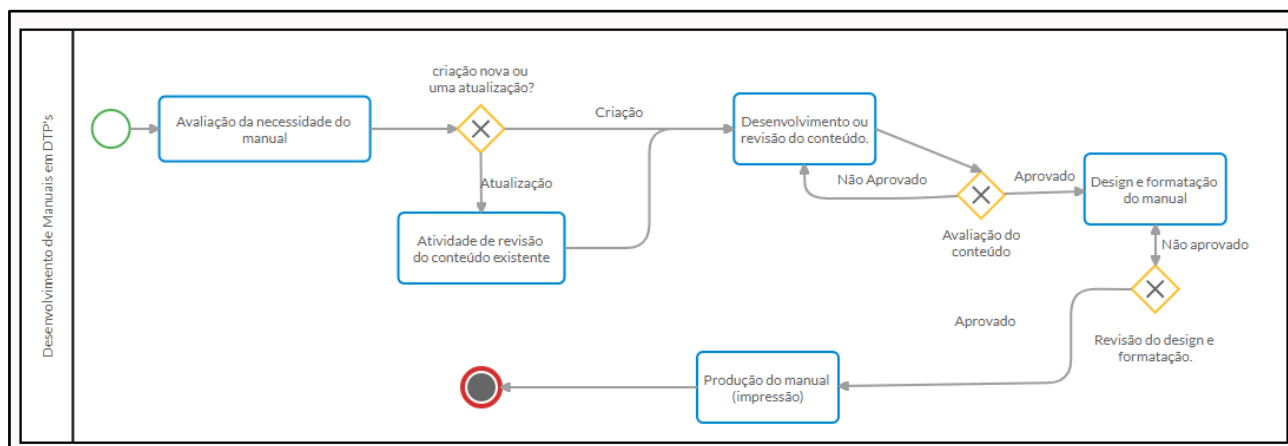 Desenvolvimento de Manuais em DTP's
criação nova ou
uma atualização?
Avaliação da necessidade do
manual
Criação
Atualização
Atividade de revisão
do conteúdo existente
Desenvolvimento ou
revisão do conteúdo.
Não Aprovado
Aprovado
Avaliação do
conteúdo
Design e formatação
do manual
Não aprovado
Revisão do design e
formatação.
Aprovado
Produção do manual
(impressão)